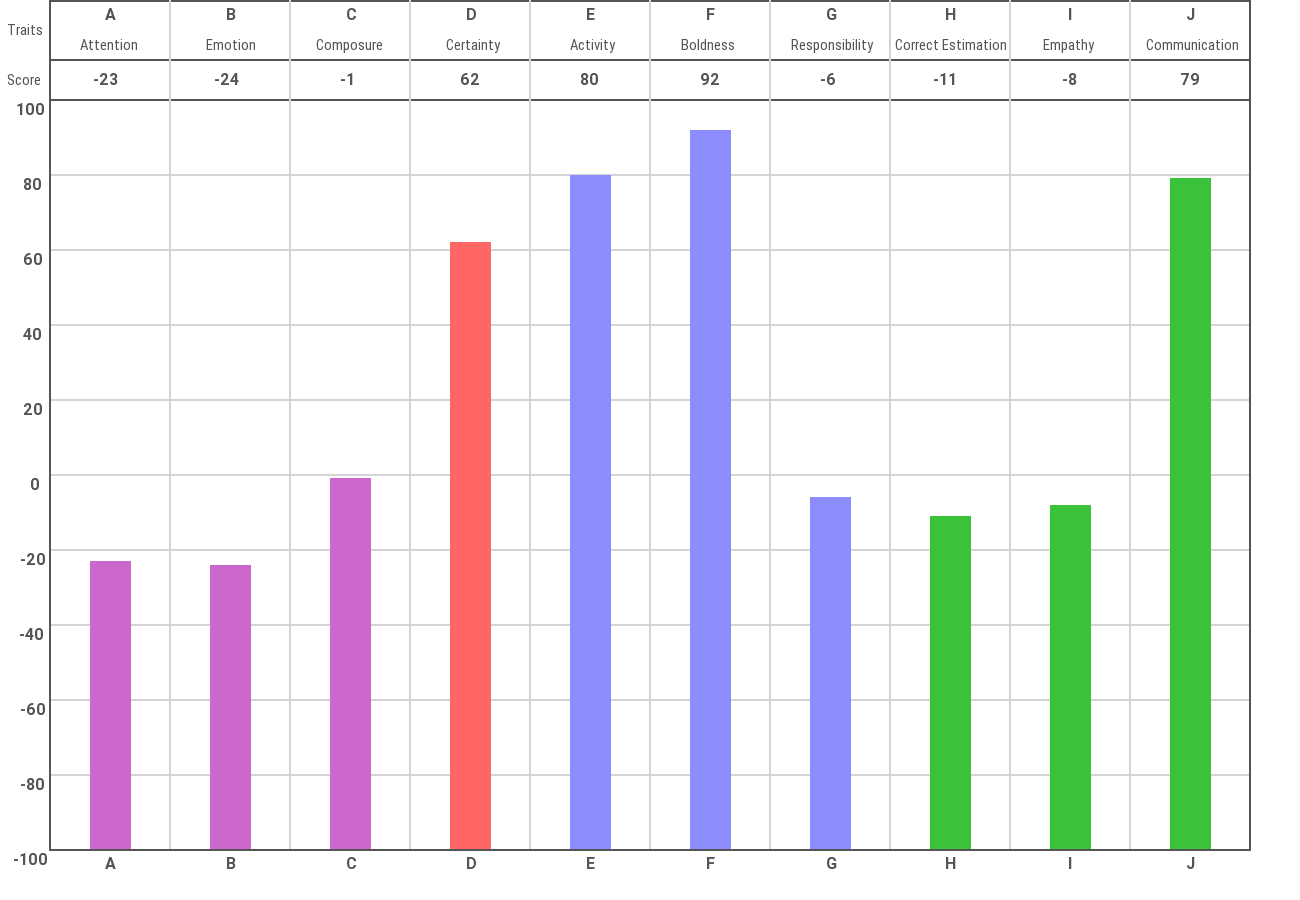 A B C D E F G H I J
Traits
Attention Emotion Composure Certainty Activity Boldness Responsibility Correct Estimation Empathy Communication
Score -23 -24 -1 62 80 92 -6 -11 -8 79
100
80
60
40
20
0
-20
-40
-60
-80
-100
A B C D E F G H I J